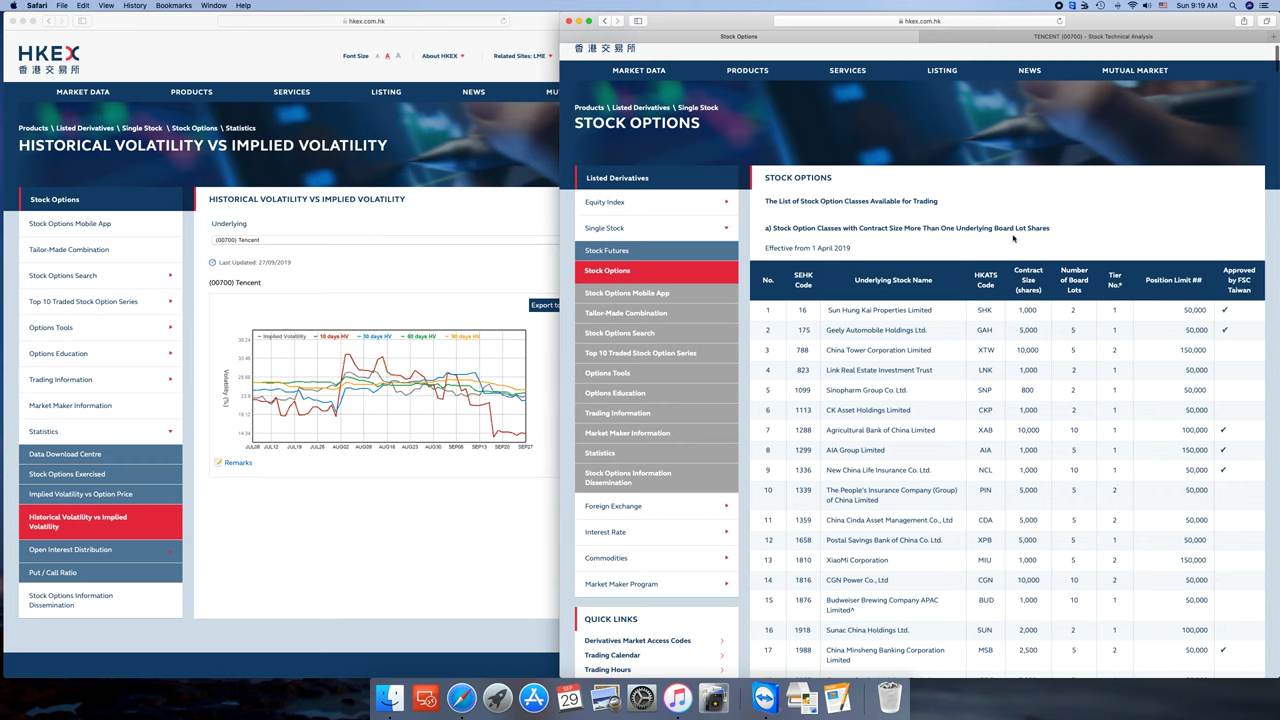 Safari File Edit View History Bookmarks Window Help
Sun 9:19 AM
hkex.com.hk
HKEX
香港交易所
Font Size A A A About HKEX Related Sites: LME
MARKET DATA PRODUCTS SERVICES LISTING NEWS MU
Products \ Listed Derivatives \ Single Stock \ Stock Options \ Statistics
HISTORICAL VOLATILITY VS IMPLIED VOLATILITY
Stock Options
Stock Options Mobile App
Tailor-Made Combination
Stock Options Search
Top 10 Traded Stock Option Series
Options Tools
Options Education
Trading Information
Market Maker Information
Statistics
Data Download Centre
Stock Options Exercised
Implied Volatility vs Option Price
Historical Volatility vs Implied
Volatility
Open Interest Distribution
Put / Call Ratio
Stock Options Information
Dissemination
HISTORICAL VOLATILITY VS IMPLIED VOLATILITY
Underlying
(00700) Tencent
Last Updated: 27/09/2019
(00700) Tencent
Export to
Implied Volatility 10 days HV 30 days HV 60 days HV 90 days HV
Volatility (%)
38.24
33.46
28.68
23.90
19.12
14.34
JUL08 JUL12 JUL19 JUL26 AUG02 AUG09 AUG16 AUG23 AUG30 SEP06 SEP13 SEP20 SEP27
Remarks
hkex.com.hk
Stock Options TENCENT (00700) - Stock Technical Analysis
香港交易所
MARKET DATA PRODUCTS SERVICES LISTING NEWS MUTUAL MARKET
Products \ Listed Derivatives \ Single Stock
STOCK OPTIONS
Listed Derivatives
Equity Index
Single Stock
Stock Futures
Stock Options
Stock Options Mobile App
Tailor-Made Combination
Stock Options Search
Top 10 Traded Stock Option Series
Options Tools
Options Education
Trading Information
Market Maker Information
Statistics
Stock Options Information
Dissemination
Foreign Exchange
Interest Rate
Commodities
Market Maker Program
QUICK LINKS
Derivatives Market Access Codes
Trading Calendar
Trading Hours
STOCK OPTIONS
The List of Stock Option Classes Available for Trading
a) Stock Option Classes with Contract Size More Than One Underlying Board Lot Shares
Effective from 1 April 2019
No. SEHK Code Underlying Stock Name HKATS Code Contract Size (shares) Number of Board Lots Tier No.* Position Limit ## Approved by FSC Taiwan
1 16 Sun Hung Kai Properties Limited SHK 1,000 2 1 50,000 ✓
2 175 Geely Automobile Holdings Ltd. GAH 5,000 5 1 50,000 ✓
3 788 China Tower Corporation Limited XTW 10,000 5 2 150,000
4 823 Link Real Estate Investment Trust LNK 1,000 2 1 50,000
5 1099 Sinopharm Group Co. Ltd. SNP 800 2 1 50,000
6 1113 CK Asset Holdings Limited CKP 1,000 2 1 50,000
7 1288 Agricultural Bank of China Limited XAB 10,000 10 1 100,000 ✓
8 1299 AIA Group Limited AIA 1,000 5 1 150,000 ✓
9 1336 New China Life Insurance Co. Ltd. NCL 1,000 10 1 50,000 ✓
10 1339 The People's Insurance Company (Group) of China Limited PIN 5,000 5 2 50,000
11 1359 China Cinda Asset Management Co., Ltd CDA 5,000 5 2 50,000
12 1658 Postal Savings Bank of China Co. Ltd. XPB 5,000 5 2 50,000
13 1810 XiaoMi Corporation MIU 1,000 5 2 150,000
14 1816 CGN Power Co., Ltd CGN 10,000 10 2 50,000
15 1876 Budweiser Brewing Company APAC Limited^ BUD 1,000 10 1 50,000
16 1918 Sunac China Holdings Ltd. SUN 2,000 2 1 100,000
17 1988 China Minsheng Banking Corporation Limited MSB 2,500 5 2 50,000 ✓
SEP
29